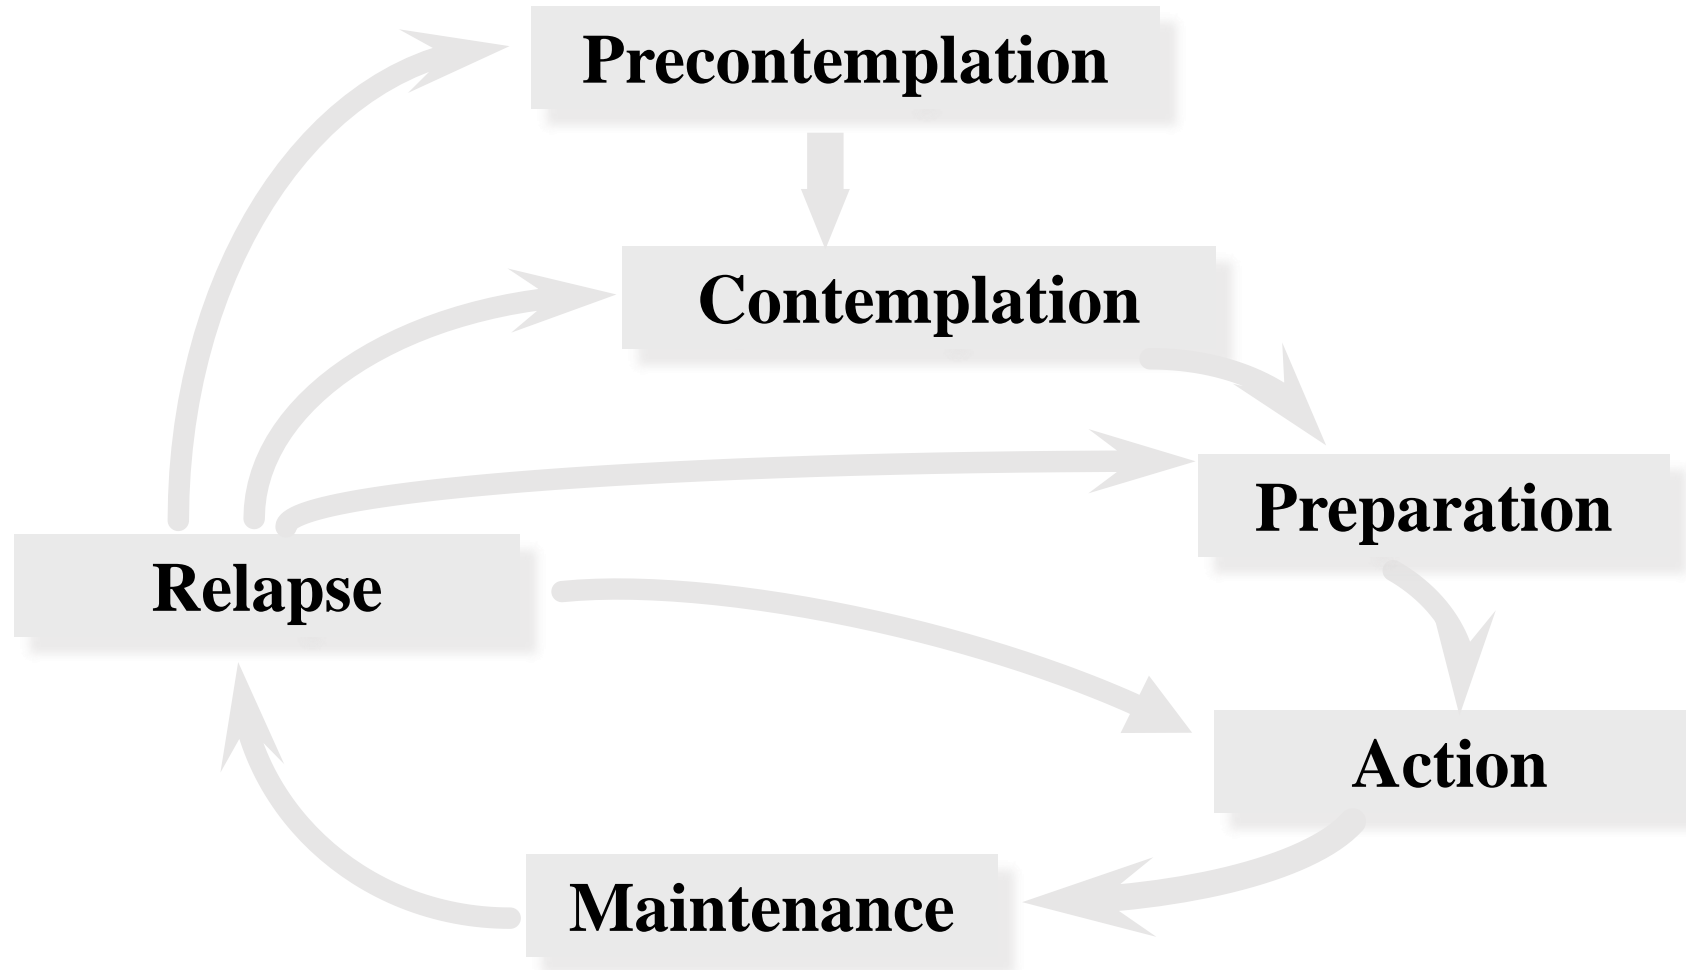 Precontemplation
Contemplation
Preparation
Relapse
Action
Maintenance